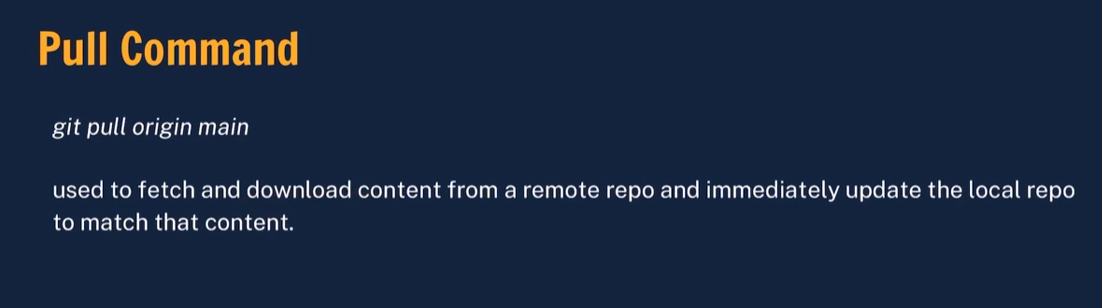 Pull Command
git pull origin main
used to fetch and download content from a remote repo and immediately update the local repo
to match that content.